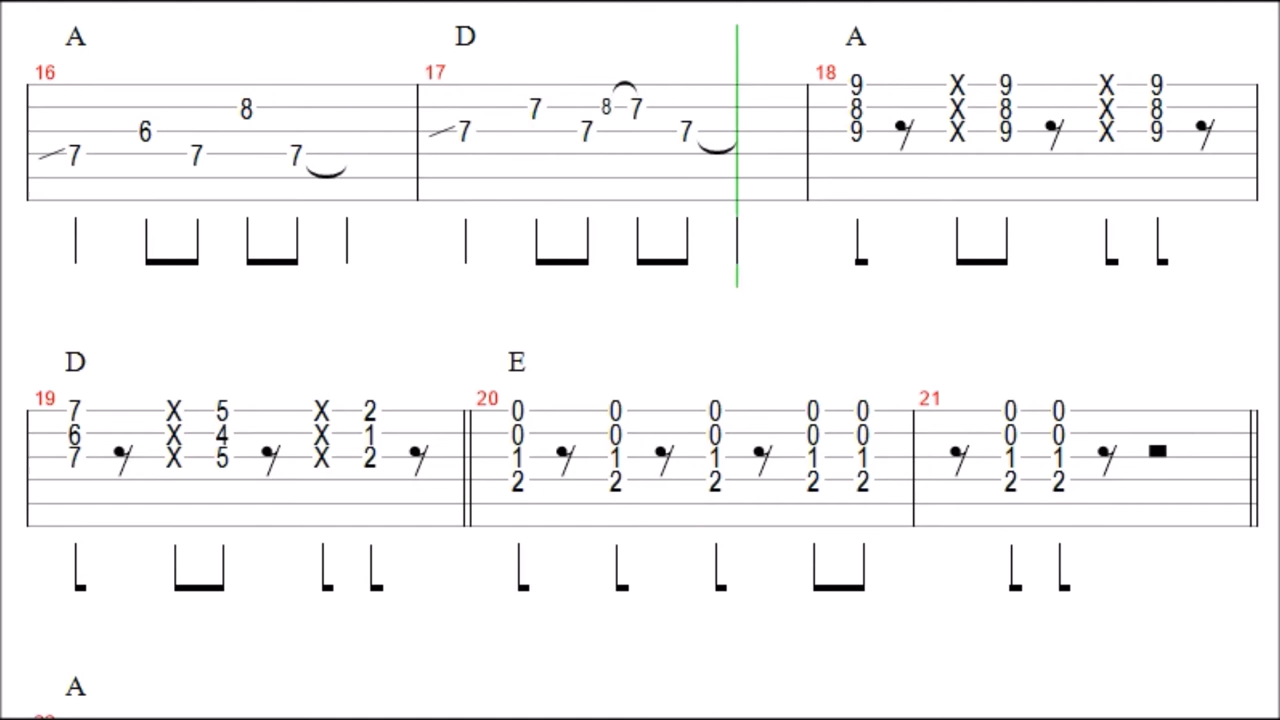 A D A
16 17 18
9 X 9 X 9
8 7 8 7 8 X 8 X 8
6 7 7 7 9 X 9 X 9
7 7 7
D E
19 20 21
7 X 5 X 2 0 0 0 0 0 0 0
6 X 4 X 1 0 0 0 0 0 0 0
7 X 5 X 2 1 1 1 1 1 1 1
2 2 2 2 2 2 2
A